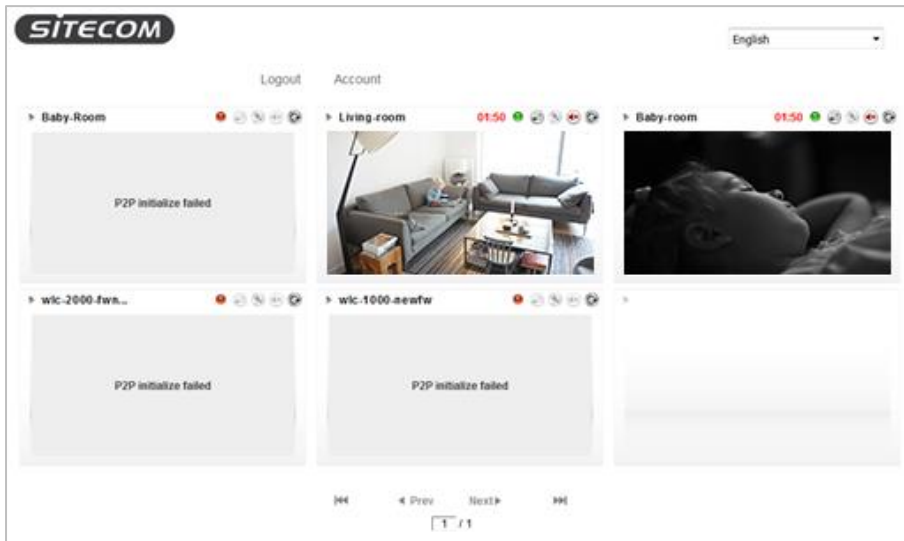 SITECOM
English
Logout Account
Baby-Room
P2P initialize failed
Living-room 01:50
Baby-room 01:50
wlc-2000-fwn...
P2P initialize failed
wlc-1000-newfw
P2P initialize failed
Prev Next
1 / 1